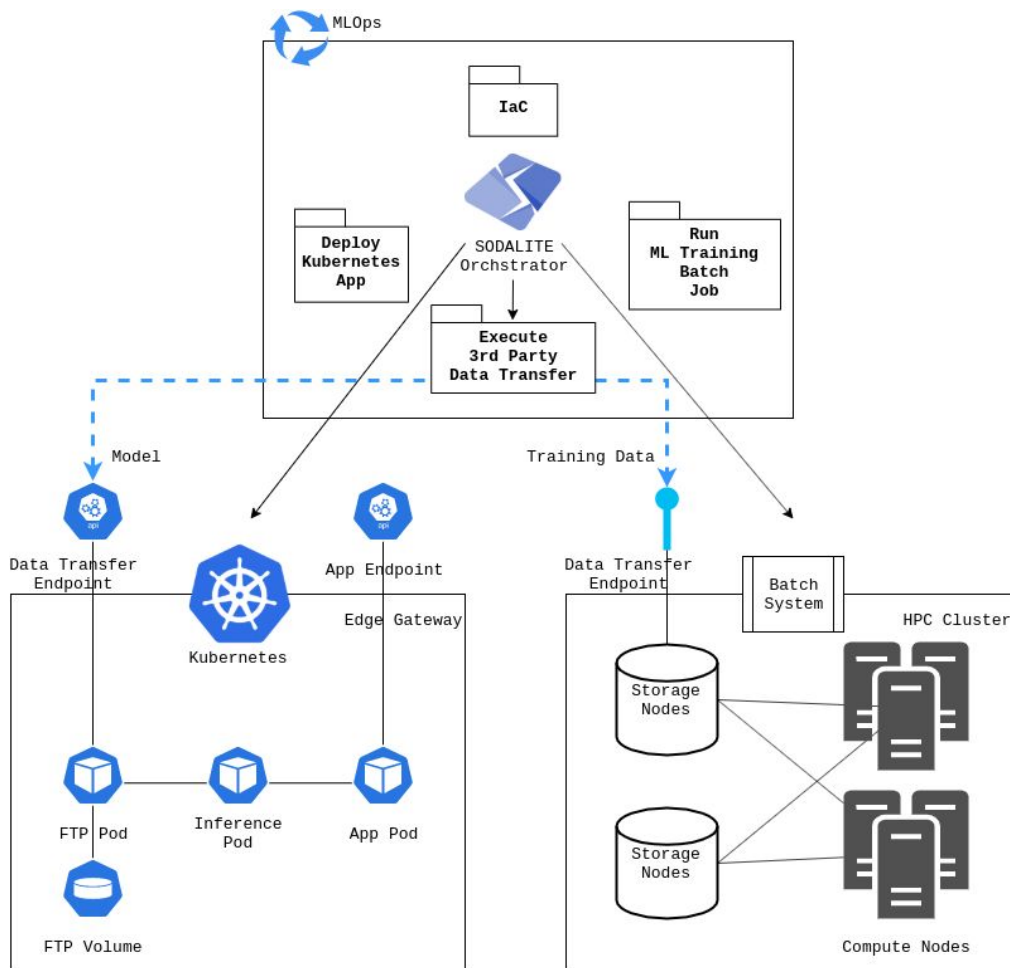 MLOps
IaC
SODALITE
Orchstrator
Deploy
Kubernetes
App
Run
ML Training
Batch
Job
Execute
3rd Party
Data Transfer
Model
Training Data
api
api
Data Transfer
Endpoint
App Endpoint
Data Transfer
Endpoint
Batch
System
Edge Gateway
HPC Cluster
Kubernetes
Storage
Nodes
FTP Pod
Inference
Pod
App Pod
Storage
Nodes
FTP Volume
Compute Nodes